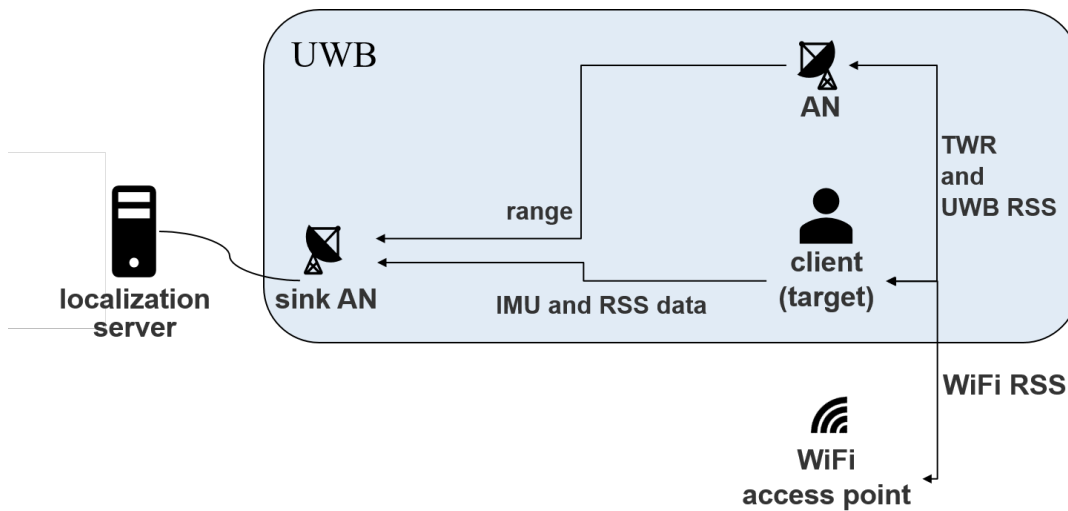 UWB
AN
TWR
and
UWB RSS
range
client
(target)
sink AN
IMU and RSS data
localization
server
WiFi RSS
WiFi
access point